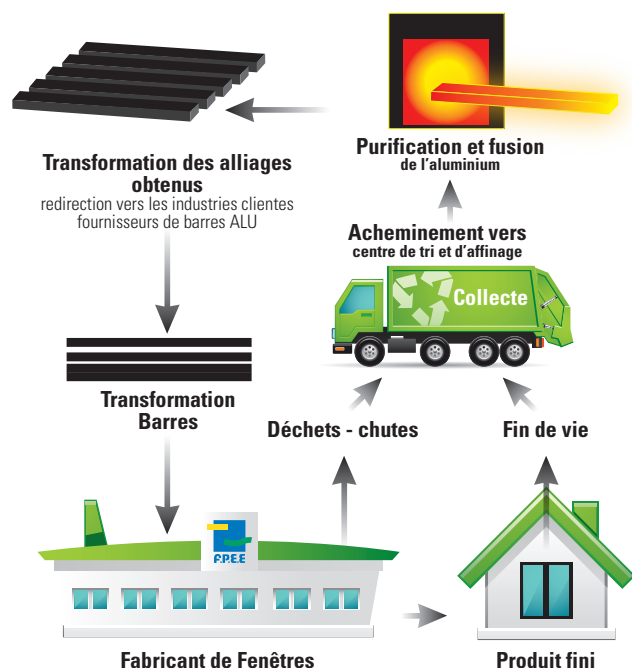 Transformation des alliages
obtenus
redirection vers les industries clientes
fournisseurs de barres ALU
Purification et fusion
de l'aluminium
Acheminement vers
centre de tri et d'affinage
Collecte
Transformation
Barres
Déchets - chutes
Fin de vie
F.P.E.E
Fabricant de Fenêtres
Produit fini